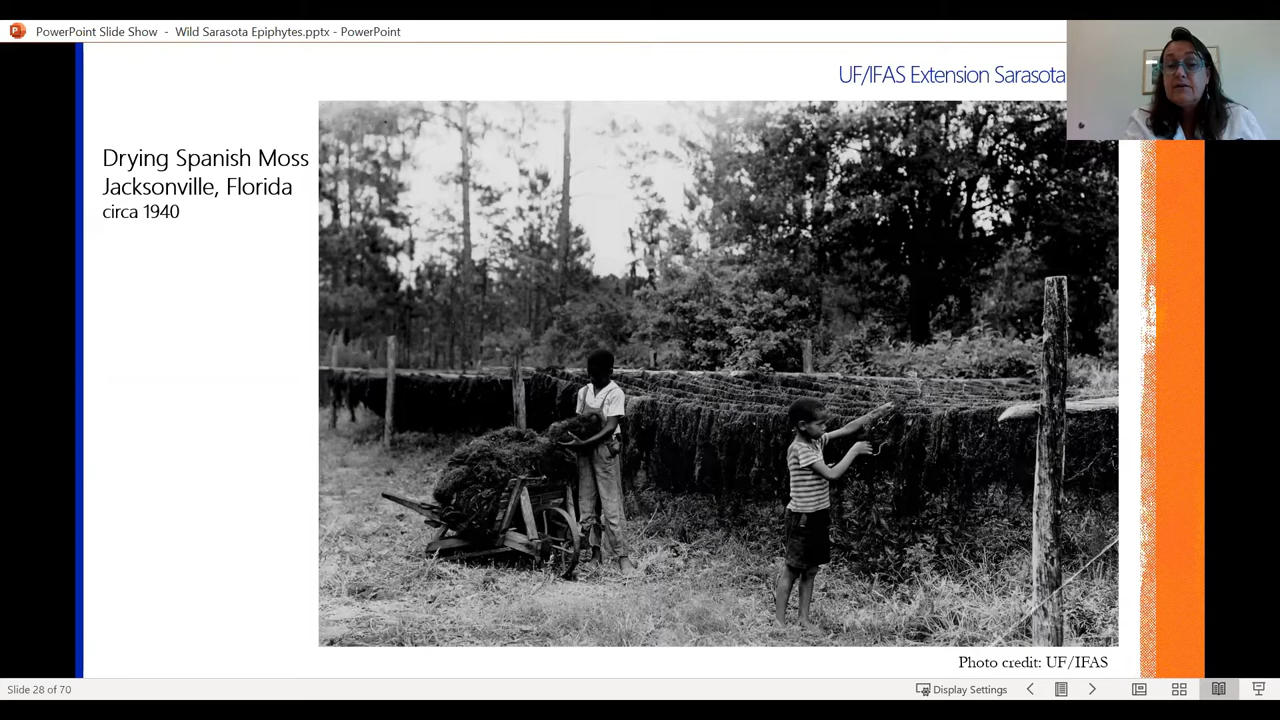 PowerPoint Slide Show - Wild Sarasota Epiphytes.pptx - PowerPoint
UF/IFAS Extension Sarasota
Drying Spanish Moss
Jacksonville, Florida
circa 1940
Photo credit: UF/IFAS
Slide 28 of 70
Display Settings